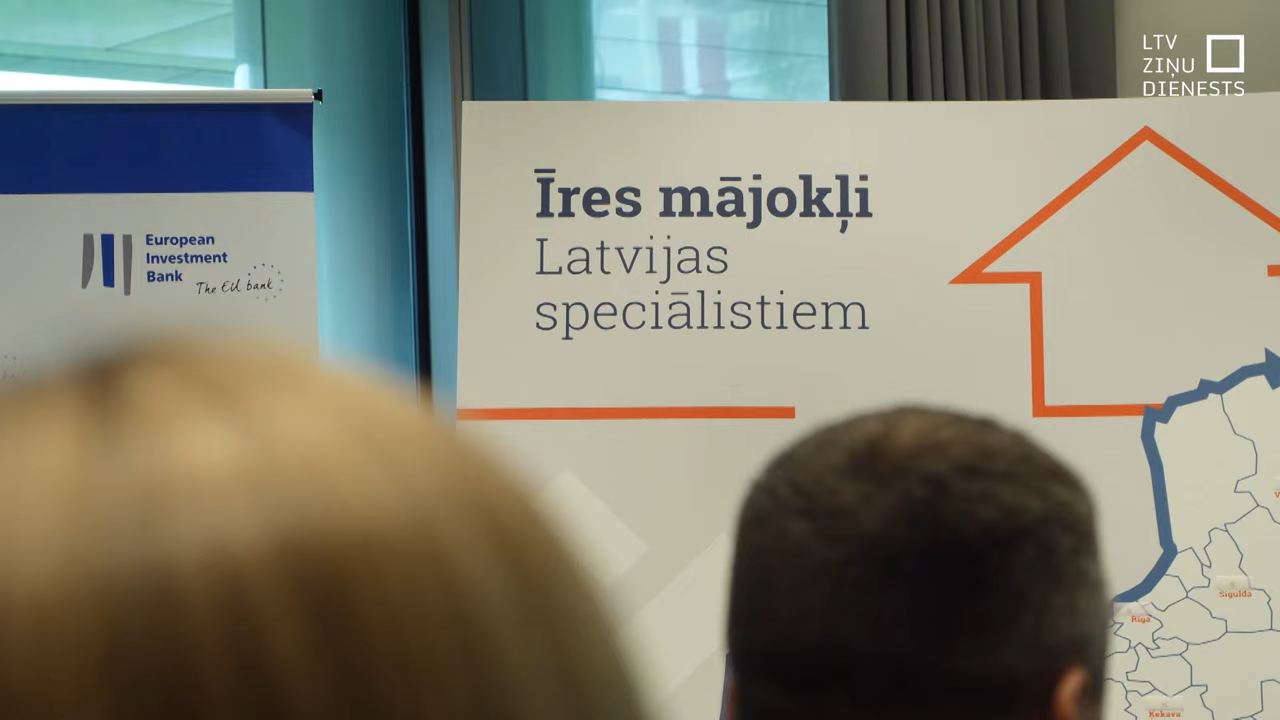 LTV
ZIŅU
DIENESTS
European
Investment
Bank
The EU bank
Īres mājokļi
Latvijas
speciālistiem
Sigulda
Rīga
Ķekava